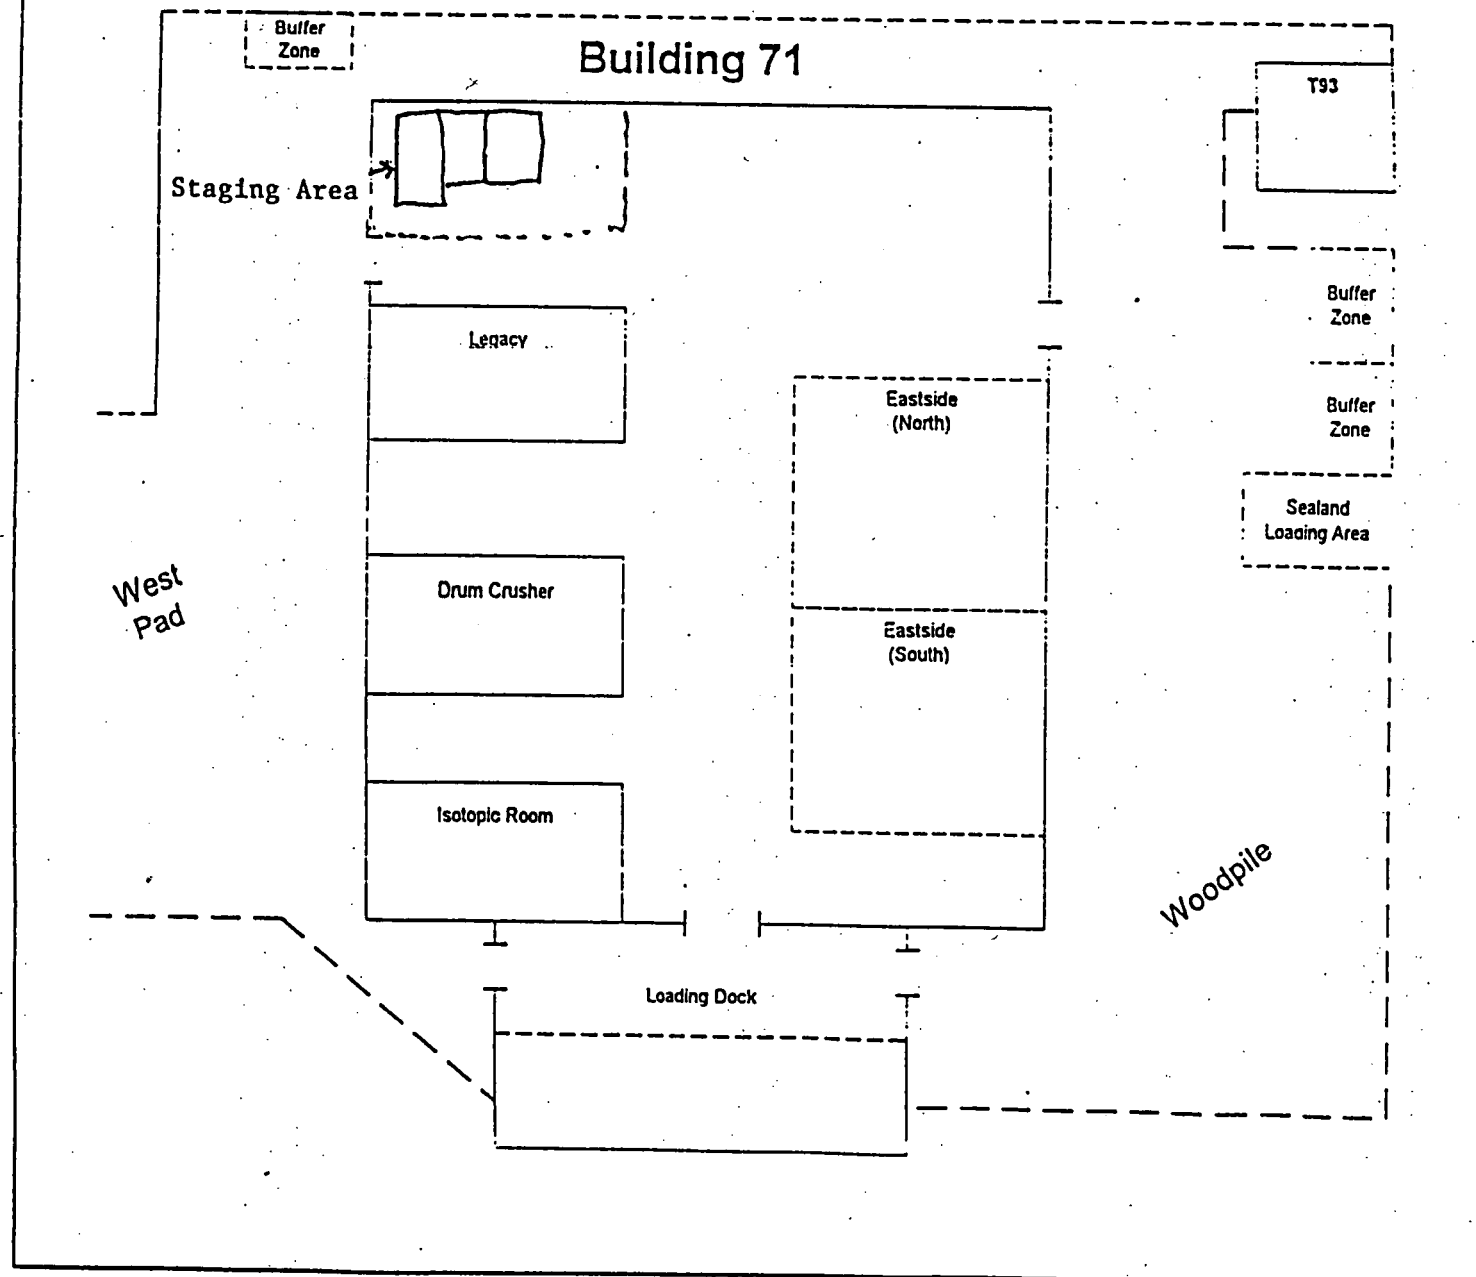 Buffer
Zone
Building 71
T93
Staging Area
Buffer
Zone
Legacy
Eastside
(North)
Buffer
Zone
Sealand
Loading Area
West
Pad
Drum Crusher
Eastside
(South)
Isotopic Room
Woodpile
Loading Dock